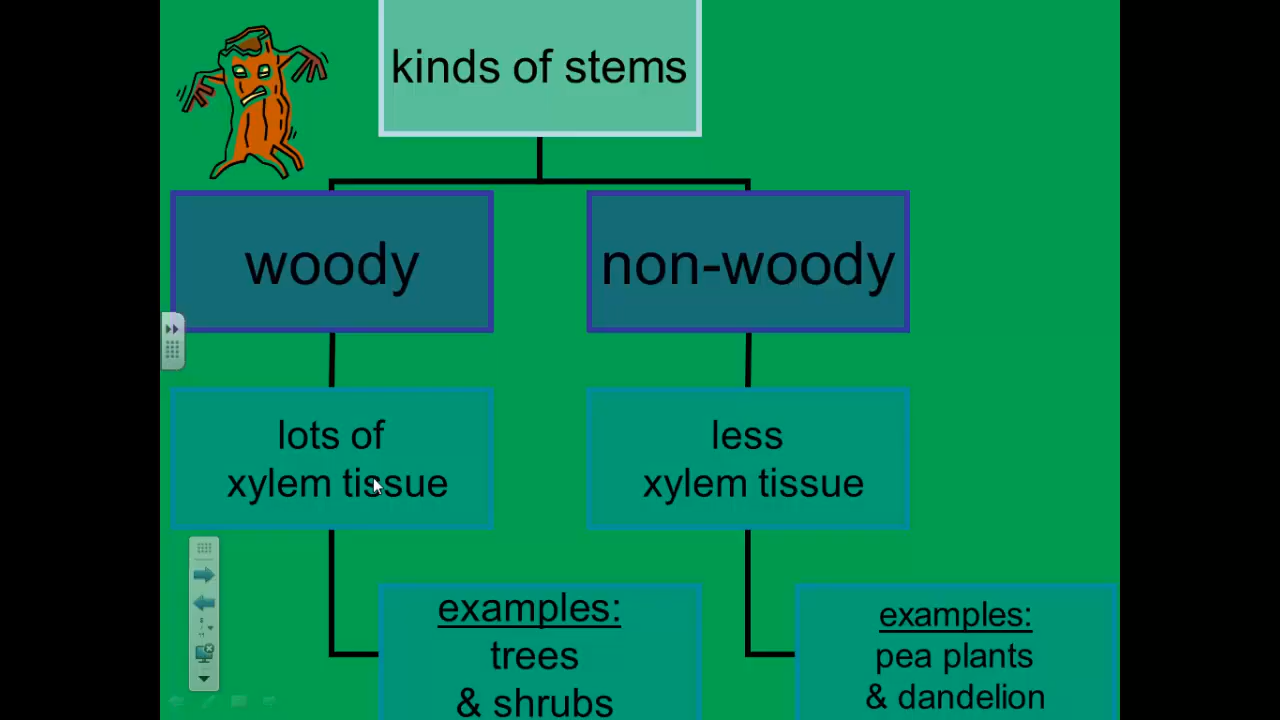 kinds of stems
woody
non-woody
lots of
xylem tissue
less
xylem tissue
examples:
trees
& shrubs
examples:
pea plants
& dandelion